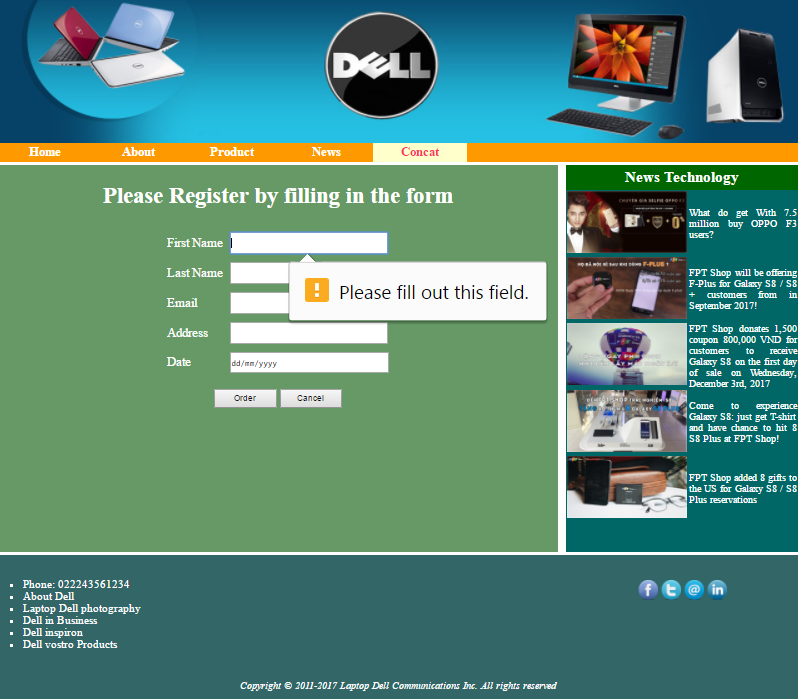 DELL
Home About Product News Concat
Please Register by filling in the form
First Name
Please fill out this field.
Last Name
Email
Address
Date dd/mm/yyyy
Order Cancel
News Technology
What do get With 7.5
million buy OPPO F3
users?
FPT Shop will be offering
F-Plus for Galaxy S8 / S8
+ customers from in
September 2017!
FPT Shop donates 1,500
coupon 800,000 VND for
customers to receive
Galaxy S8 on the first day
of sale on Wednesday,
December 3rd, 2017
Come to experience
Galaxy S8: just get T-shirt
and have chance to hit 8
S8 Plus at FPT Shop!
FPT Shop added 8 gifts to
the US for Galaxy S8 / S8
Plus reservations
Phone: 022243561234
About Dell
Laptop Dell photography
Dell in Business
Dell inspiron
Dell vostro Products
Copyright © 2011-2017 Laptop Dell Communications Inc. All rights reserved